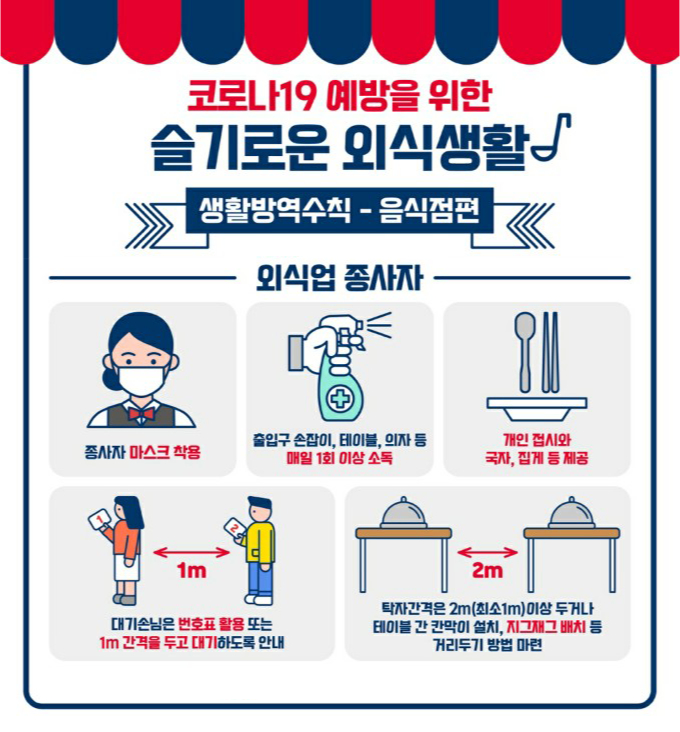 코로나19 예방을 위한
슬기로운 외식생활
생활방역수칙 - 음식점편
외식업 종사자
종사자 마스크 착용
출입구 손잡이, 테이블, 의자 등
매일 1회 이상 소독
개인 접시와
국자, 집게 등 제공
1
2
1m
대기손님은 번호표 활용 또는
1m 간격을 두고 대기하도록 안내
2m
탁자간격은 2m(최소1m)이상 두거나
테이블 간 칸막이 설치, 지그재그 배치 등
거리두기 방법 마련